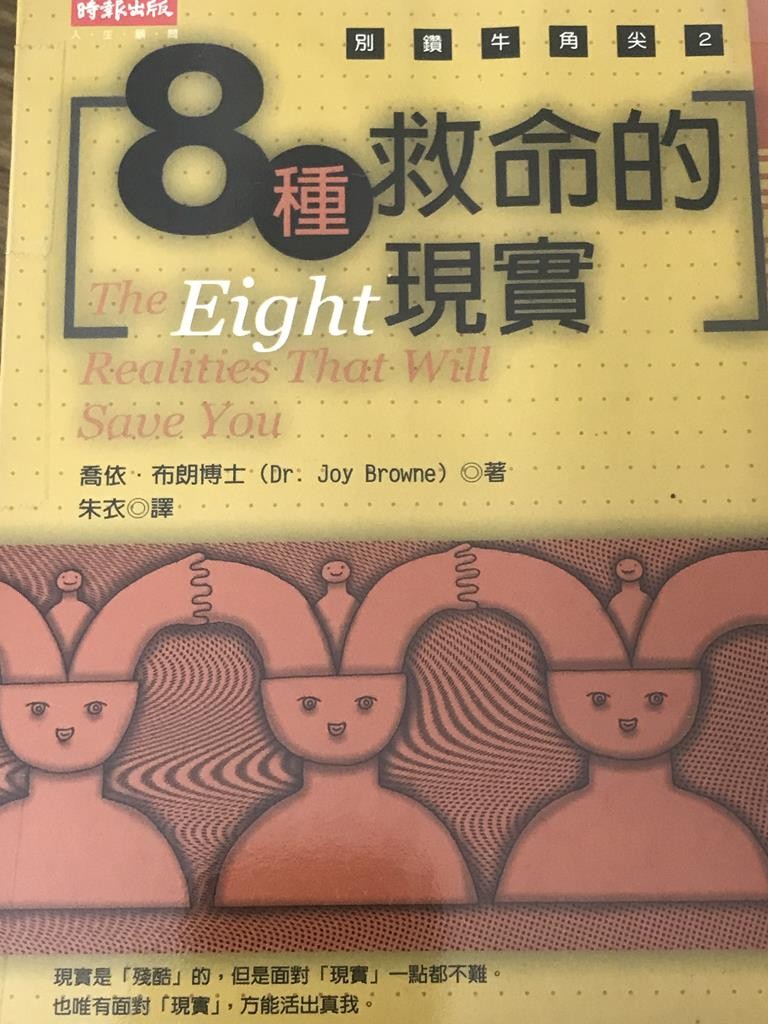 時報出版
人生顧問
別鑽牛角尖2
8種救命的
現實
The Eight
Realities That Will
Save You
喬依·布朗博士（Dr. Joy Browne）◎著
朱衣◎譯
現實是「殘酷」的，但是面對「現實」一點都不難。
也唯有面對「現實」，方能活出真我。